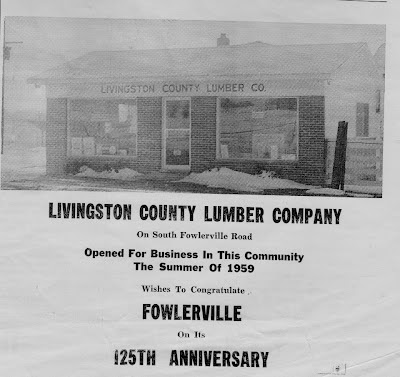 LIVINGSTON COUNTY LUMBER CO.
LIVINGSTON COUNTY LUMBER COMPANY
On South Fowlerville Road
Opened For Business In This Community
The Summer Of 1959
Wishes To Congratulate
FOWLERVILLE
On Its
125TH ANNIVERSARY